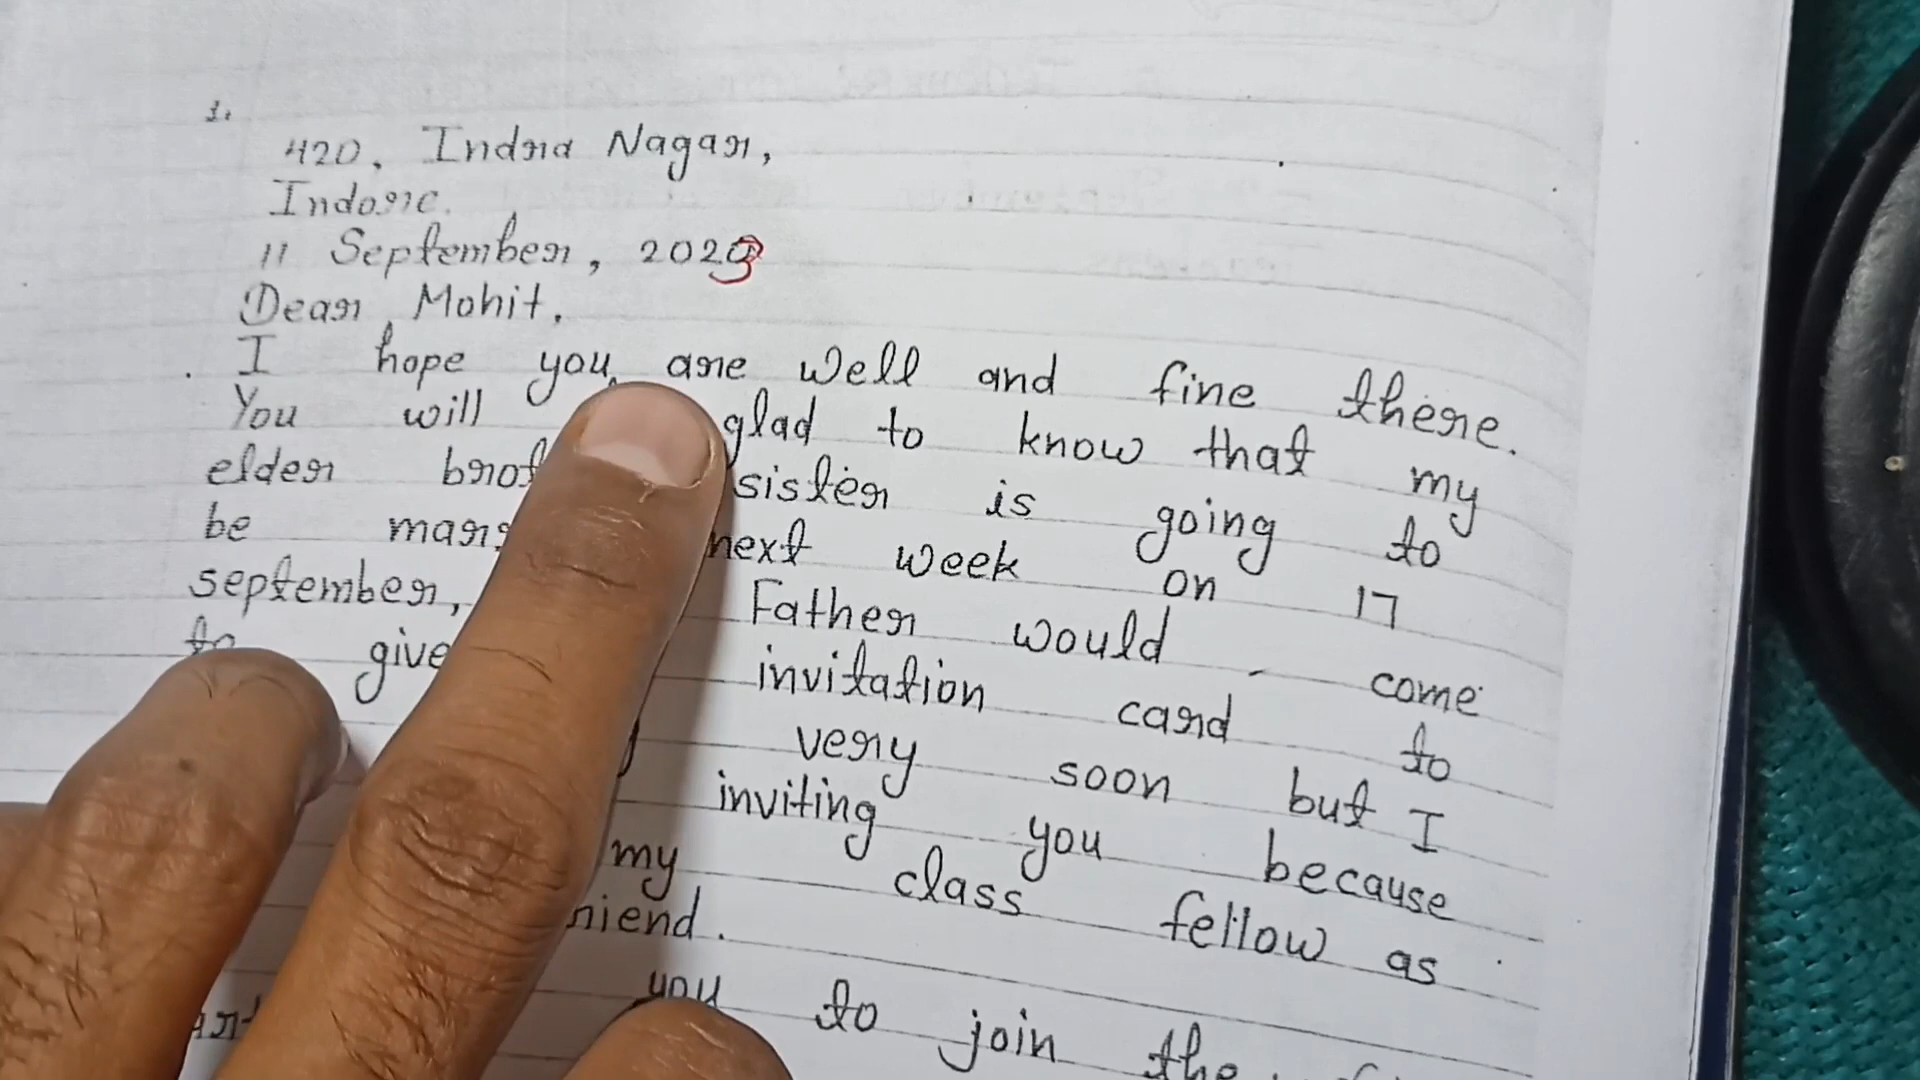 1.
420, Indra Nagar,
Indore.
11 September, 2023
Dear Mohit.
I hope you are well and fine there.
You will glad to know that my
elder sister is going to
be next week on 17
september, Father would come
to give invitation card to
very soon but I
inviting you because
my class fellow as
you to join the